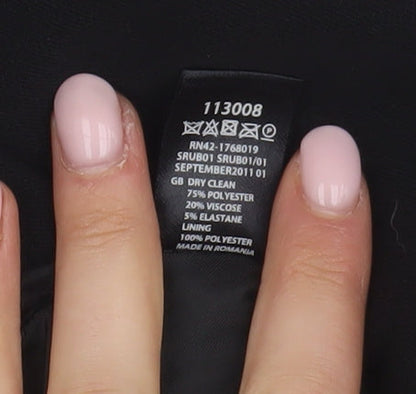 113008
P
RN42-1768019
SRUB01 SRUB01/01
SEPTEMBER2011 01
GB DRY CLEAN
75% POLYESTER
20% VISCOSE
5% ELASTANE
LINING
100% POLYESTER
MADE IN ROMANIA